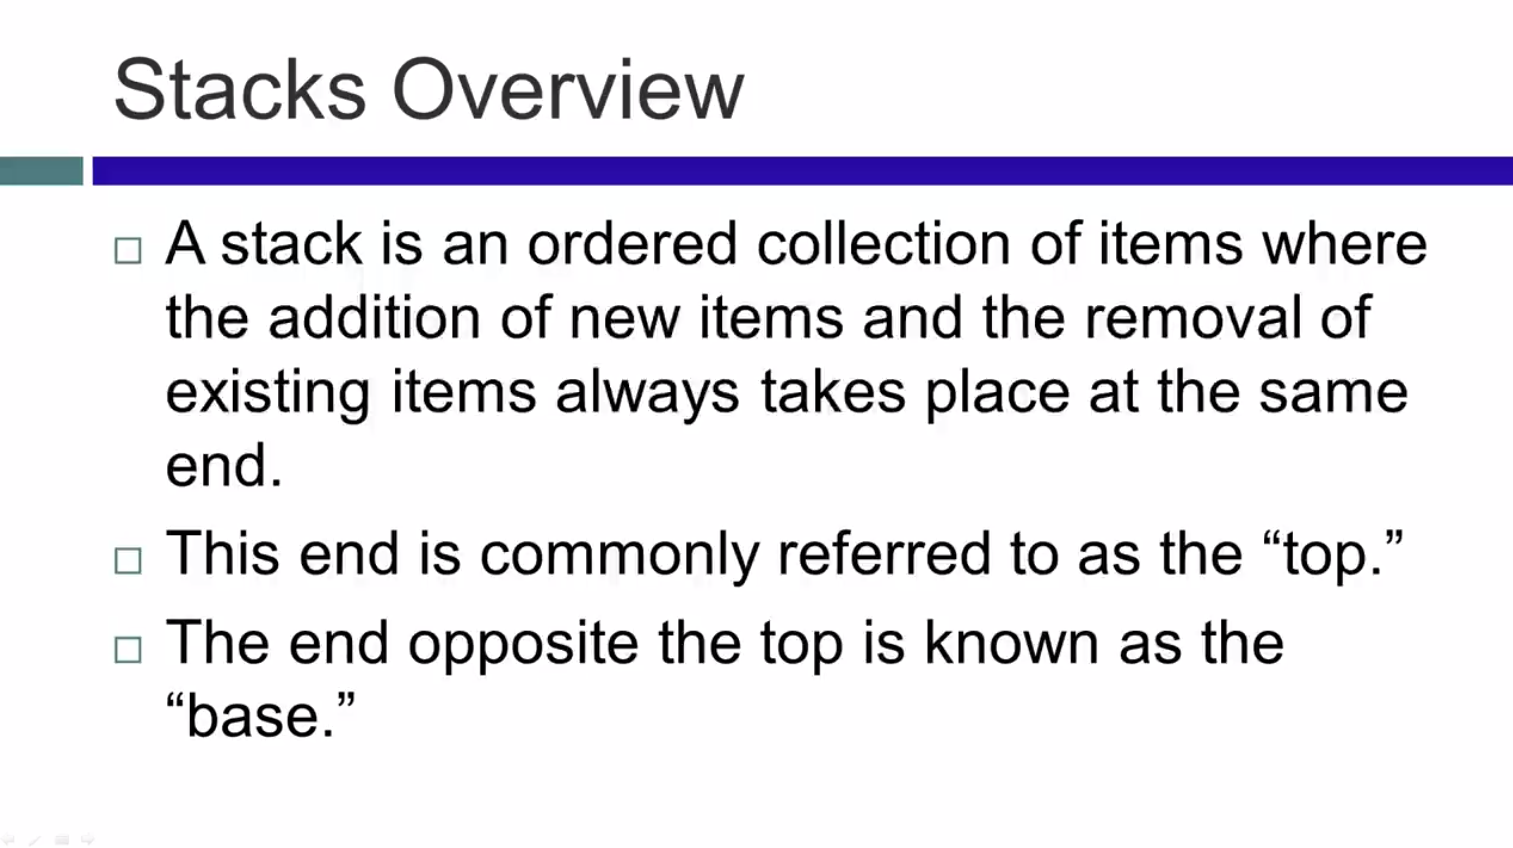 Stacks Overview
A stack is an ordered collection of items where
the addition of new items and the removal of
existing items always takes place at the same
end.
This end is commonly referred to as the “top.”
The end opposite the top is known as the
“base.”